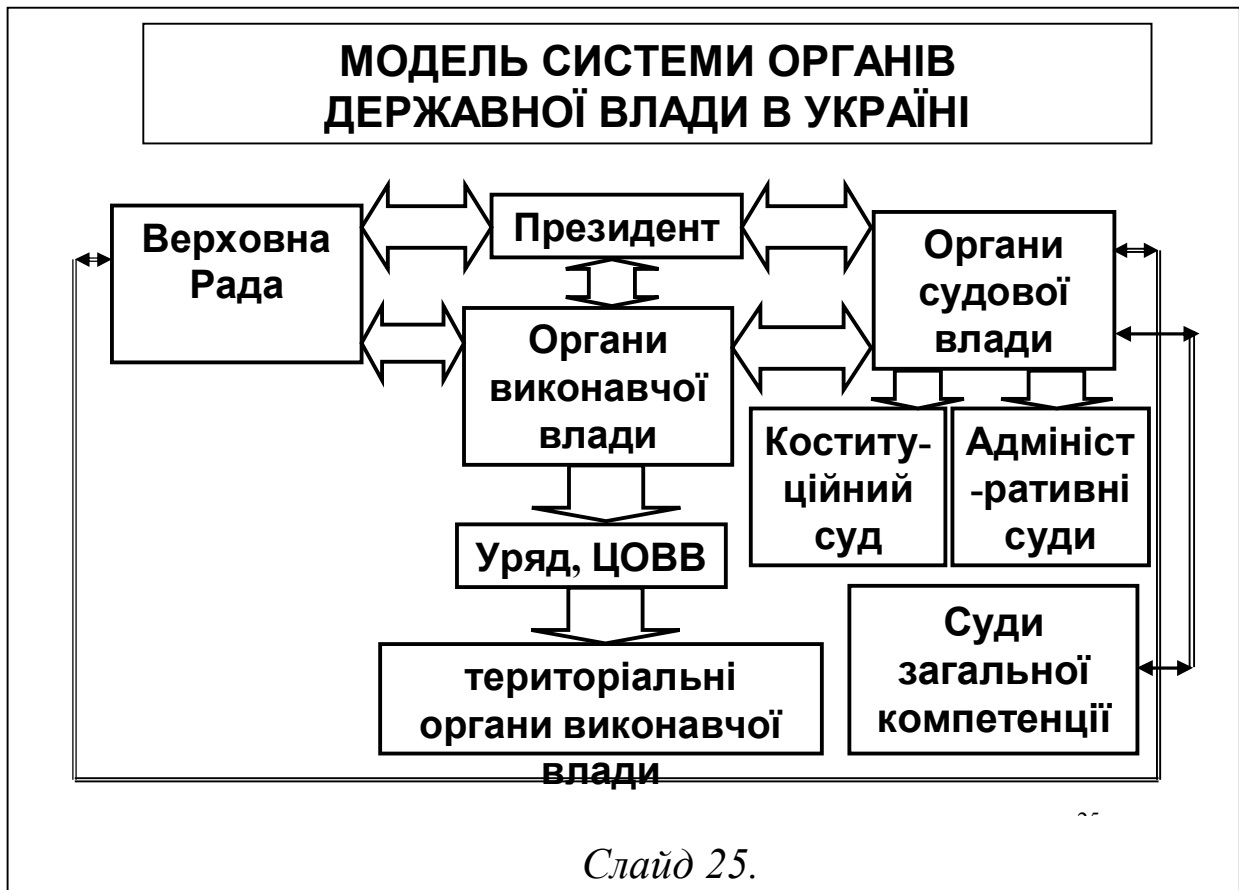 МОДЕЛЬ СИСТЕМИ ОРГАНІВ
ДЕРЖАВНОЇ ВЛАДИ В УКРАЇНІ
Верховна
Рада
Президент
Органи
судової
влади
Органи
виконавчої
влади
Коститу-
ційний
суд
Адмініст
-ративні
суди
Уряд, ЦОВВ
Суди
загальної
компетенції
територіальні
органи виконавчої
влади
Слайд 25.